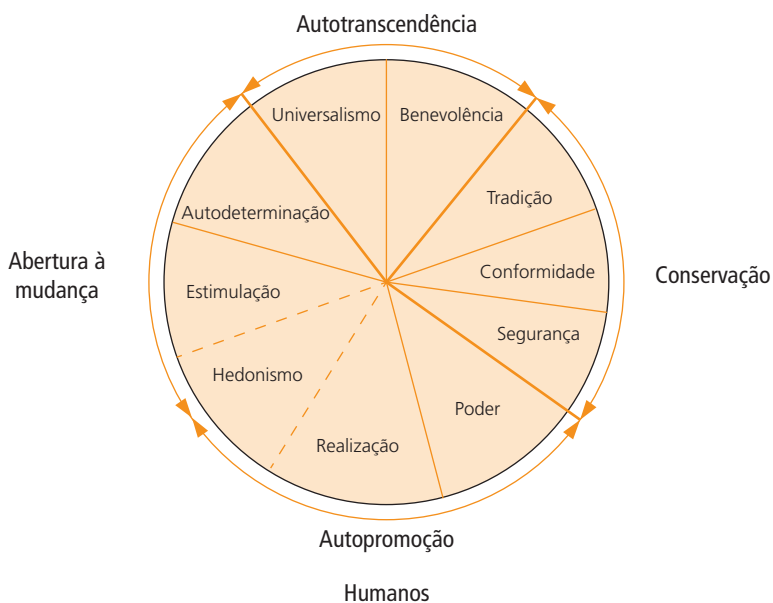 Autotranscendência
Universalismo
Benevolência
Tradição
Autodeterminação
Conformidade
Abertura à
mudança
Conservação
Estimulação
Segurança
Hedonismo
Poder
Realização
Autopromoção
Humanos